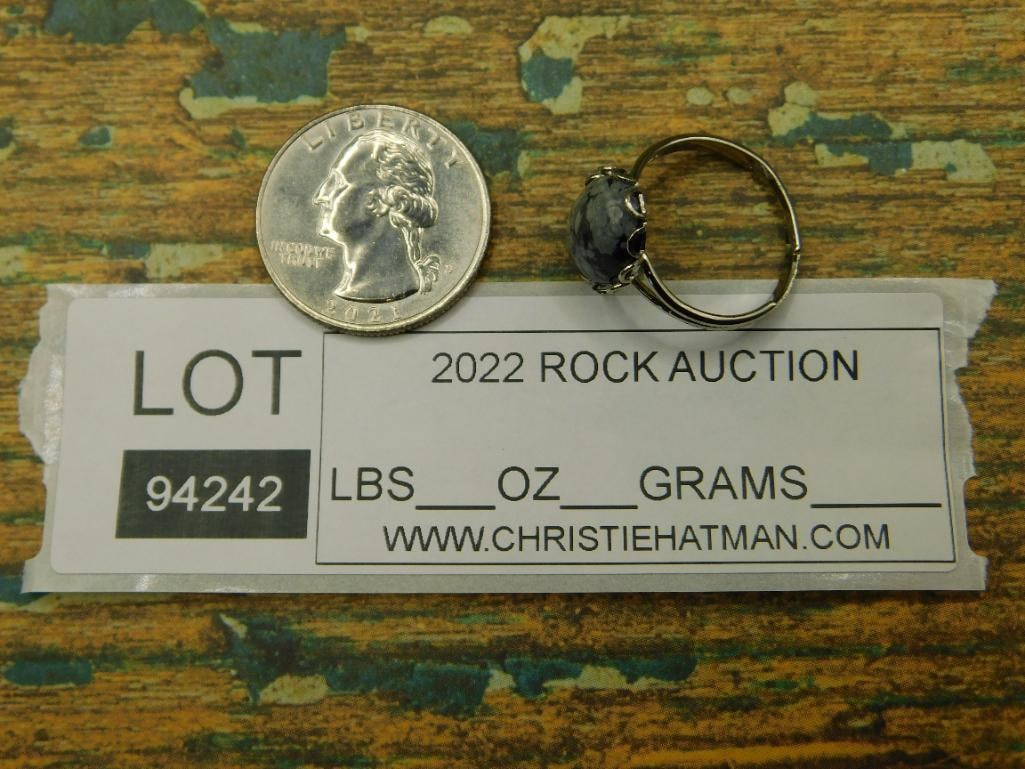 LIBERTY
IN GOD WE
TRUST
P
2021
LOT
94242
2022 ROCK AUCTION
LBS___OZ___GRAMS_____
WWW.CHRISTIEHATMAN.COM